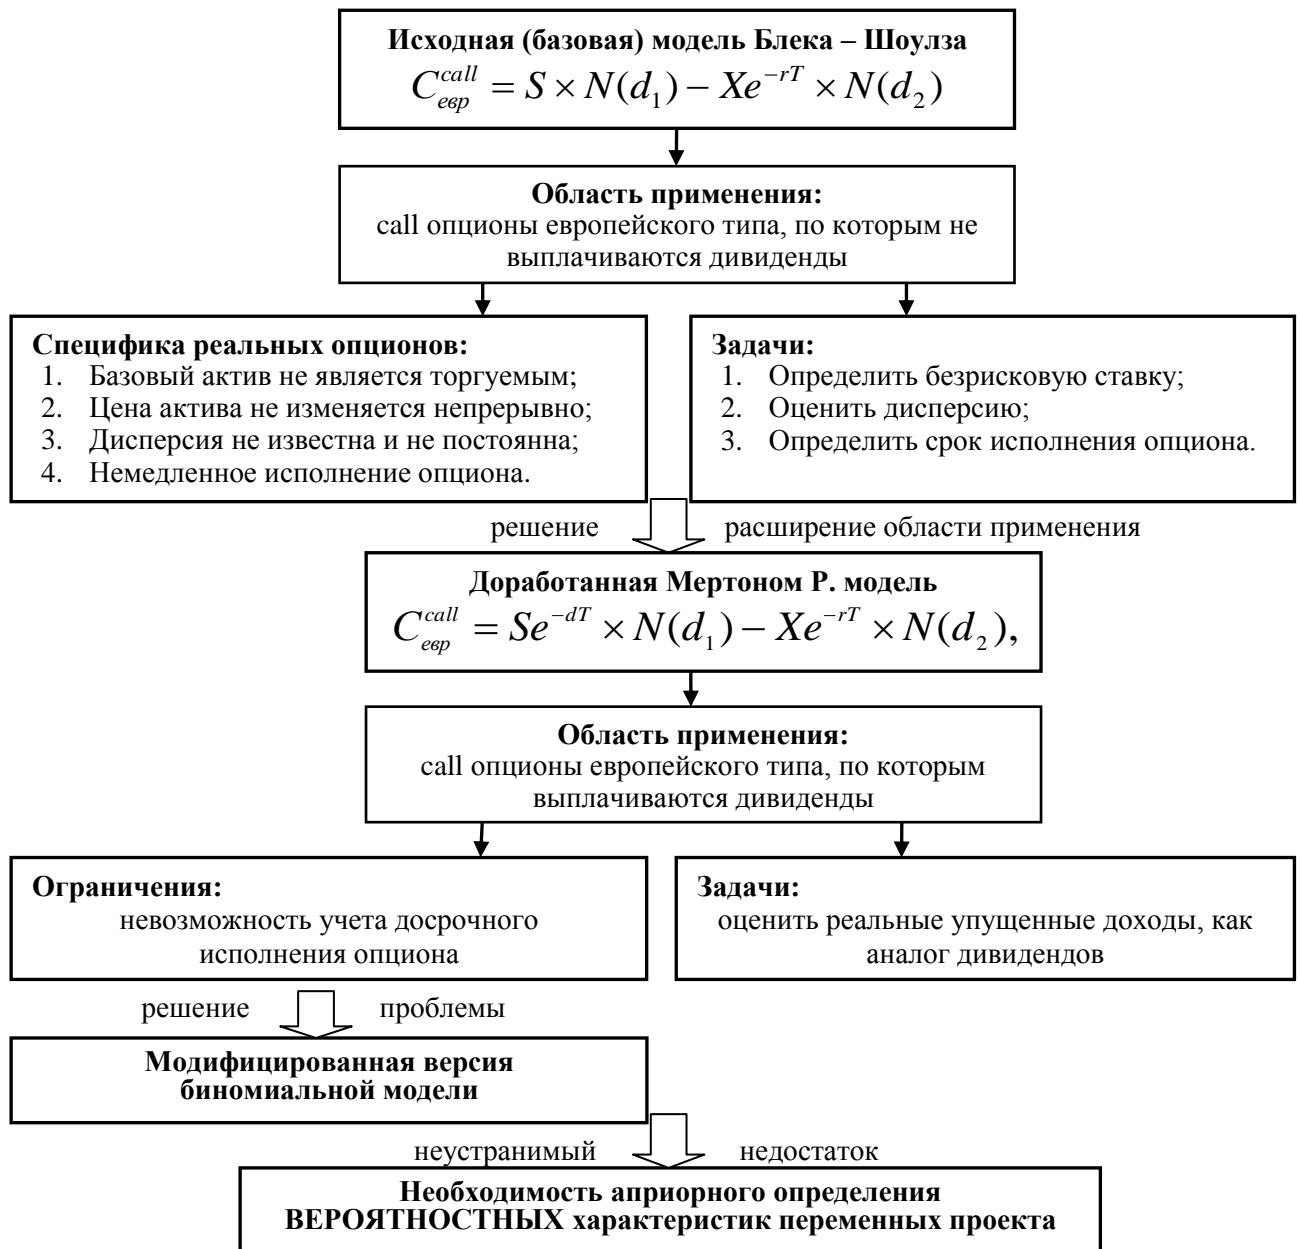 Исходная (базовая) модель Блека – Шоулза
C_{евр}^{call} = S × N(d_1) − Xe^{−rT} × N(d_2)
Область применения:
call опционы европейского типа, по которым не
выплачиваются дивиденды
Специфика реальных опционов:
1. Базовый актив не является торгуемым;
2. Цена актива не изменяется непрерывно;
3. Дисперсия не известна и не постоянна;
4. Немедленное исполнение опциона.
Задачи:
1. Определить безрисковую ставку;
2. Оценить дисперсию;
3. Определить срок исполнения опциона.
решение расширение области применения
Доработанная Мертоном Р. модель
C_{евр}^{call} = Se^{−dT} × N(d_1) − Xe^{−rT} × N(d_2),
Область применения:
call опционы европейского типа, по которым
выплачиваются дивиденды
Ограничения:
невозможность учета досрочного
исполнения опциона
Задачи:
оценить реальные упущенные доходы, как
аналог дивидендов
решение проблемы
Модифицированная версия
биномиальной модели
неустранимый недостаток
Необходимость априорного определения
ВЕРОЯТНОСТНЫХ характеристик переменных проекта